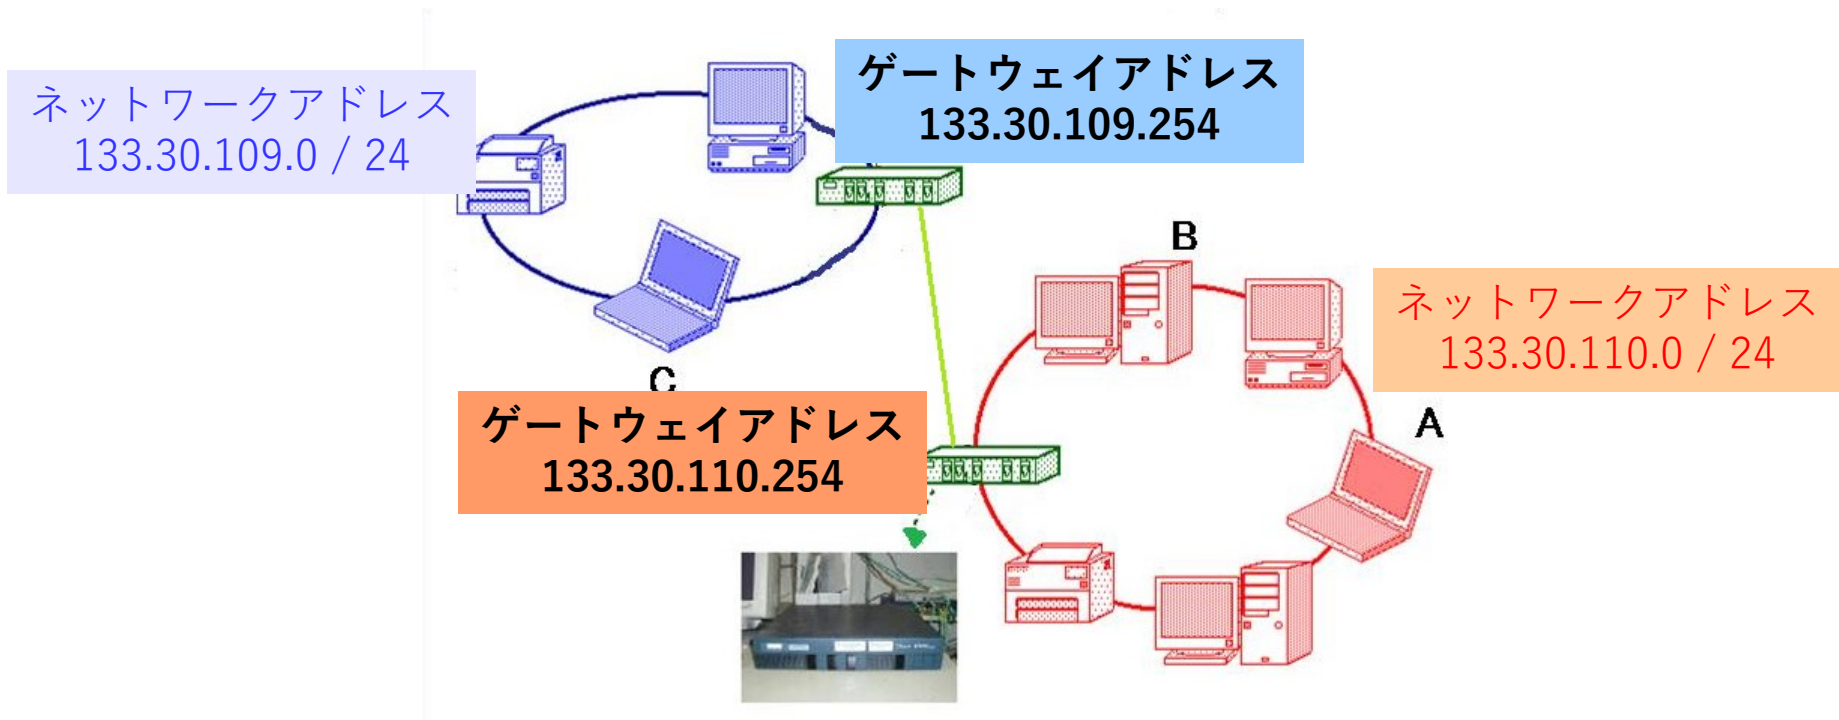 ネットワークアドレス
133.30.109.0 / 24
ゲートウェイアドレス
133.30.109.254
B
ネットワークアドレス
133.30.110.0 / 24
C
A
ゲートウェイアドレス
133.30.110.254